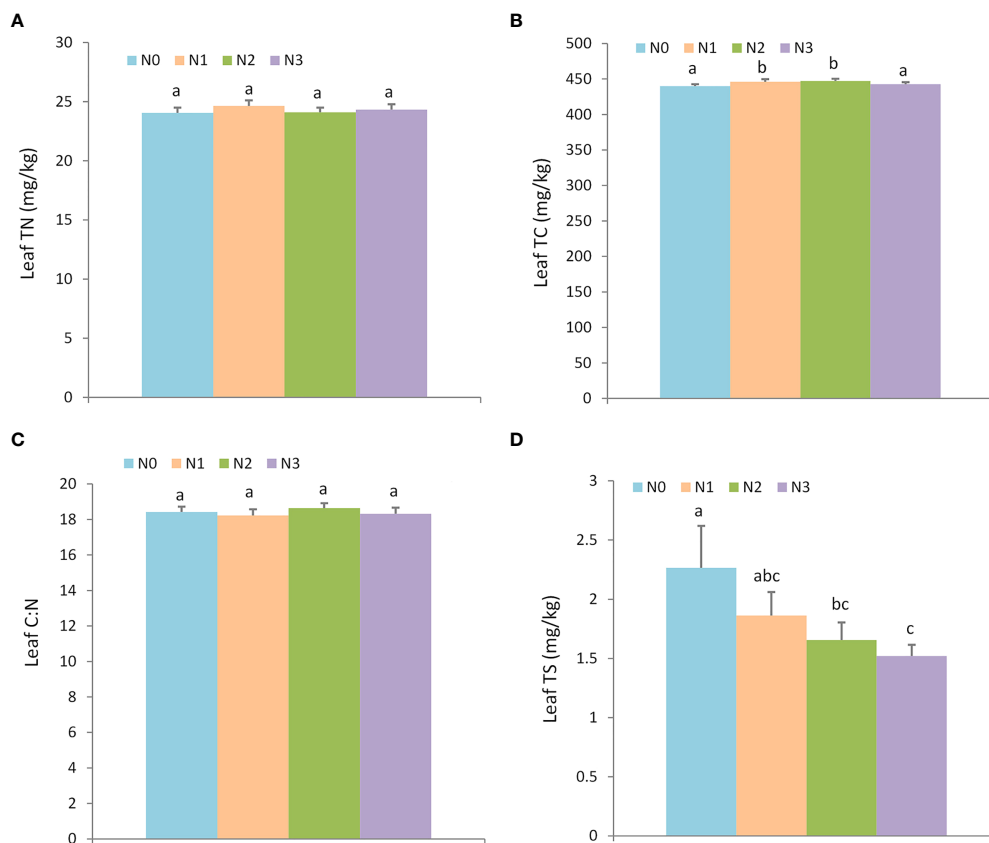 A
Leaf TN (mg/kg)
30
25
20
15
10
5
0
N0 N1 N2 N3
a a a a
B
Leaf TC (mg/kg)
500
450
400
350
300
250
200
150
100
50
0
N0 N1 N2 N3
a b b a
C
Leaf C:N
20
18
16
14
12
10
8
6
4
2
0
N0 N1 N2 N3
a a a a
D
Leaf TS (mg/kg)
3
2.5
2
1.5
1
0.5
0
N0 N1 N2 N3
a abc bc c